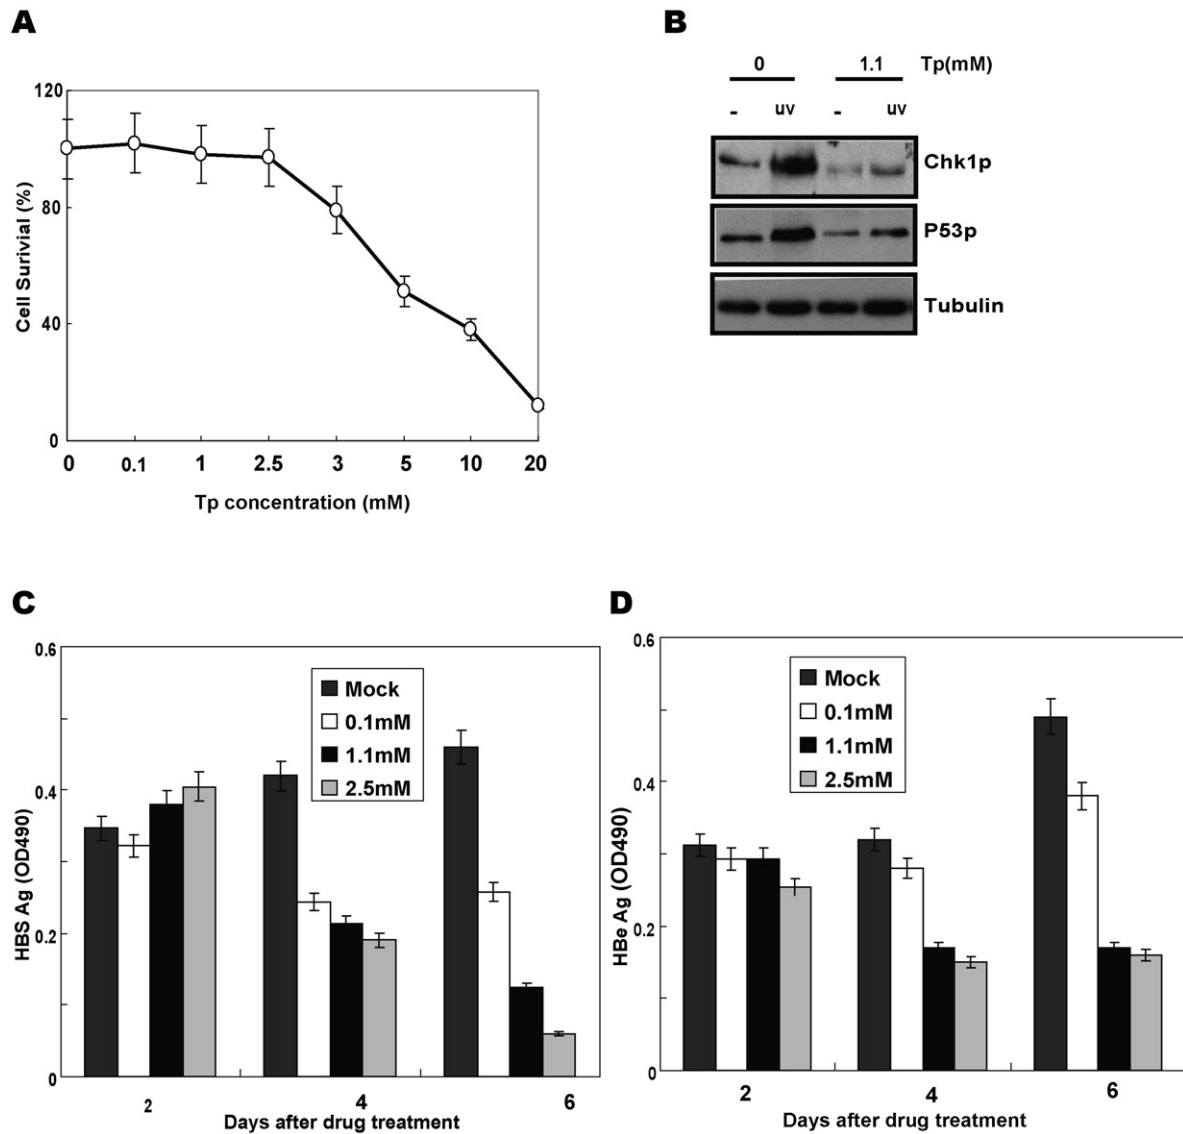 A
120
80
40
0
Cell Surivial (%)
0 0.1 1 2.5 3 5 10 20
Tp concentration (mM)
B
0 1.1 Tp(mM)
- uv - uv
Chk1p
P53p
Tubulin
C
0.6
0.4
0.2
0
HBS Ag (OD490)
Mock
0.1mM
1.1mM
2.5mM
2 4 6
Days after drug treatment
D
0.6
0.4
0.2
0
HBe Ag (OD490)
Mock
0.1mM
1.1mM
2.5mM
2 4 6
Days after drug treatment